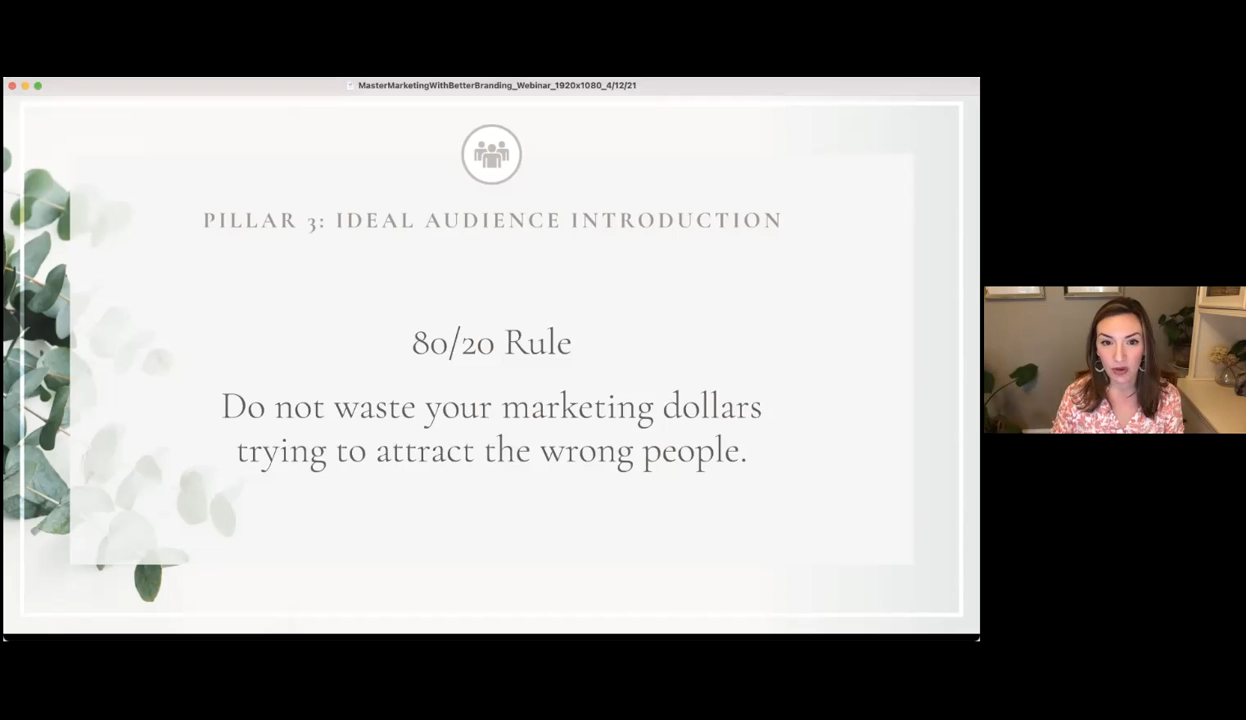 MasterMarketingWithBetterBranding_Webinar_1920x1080_4/12/21
PILLAR 3: IDEAL AUDIENCE INTRODUCTION
80/20 Rule
Do not waste your marketing dollars
trying to attract the wrong people.